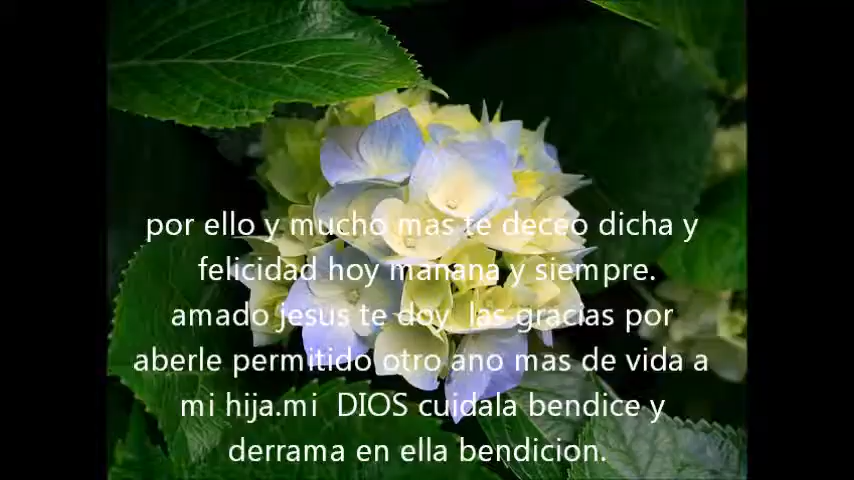 por ello y mucho mas te deceo dicha y
felicidad hoy manana y siempre.
amado jesus te doy  las gracias por
aberle permitido otro ano mas de vida a
mi hija.mi  DIOS cuidala bendice y
derrama en ella bendicion.